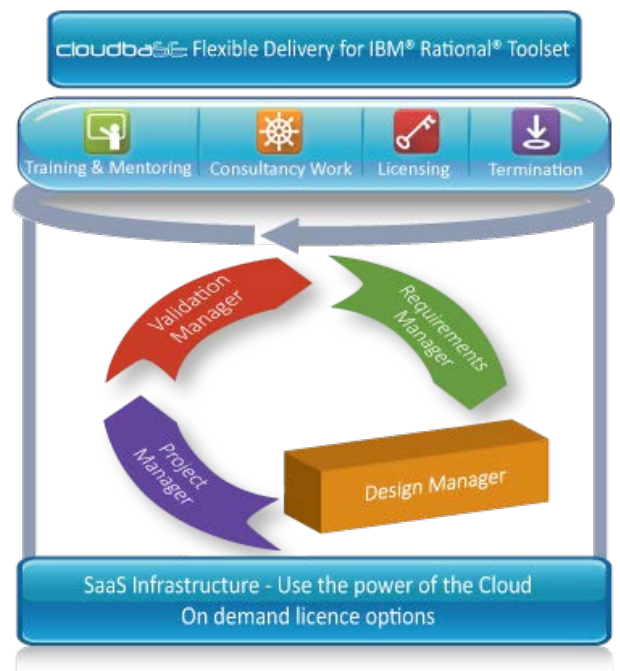 cloudbaSE: Flexible Delivery for IBM® Rational® Toolset
Training & Mentoring
Consultancy Work
Licensing
Termination
Validation
Manager
Requirements
Manager
Project
Manager
Design Manager
SaaS Infrastructure - Use the power of the Cloud
On demand licence options